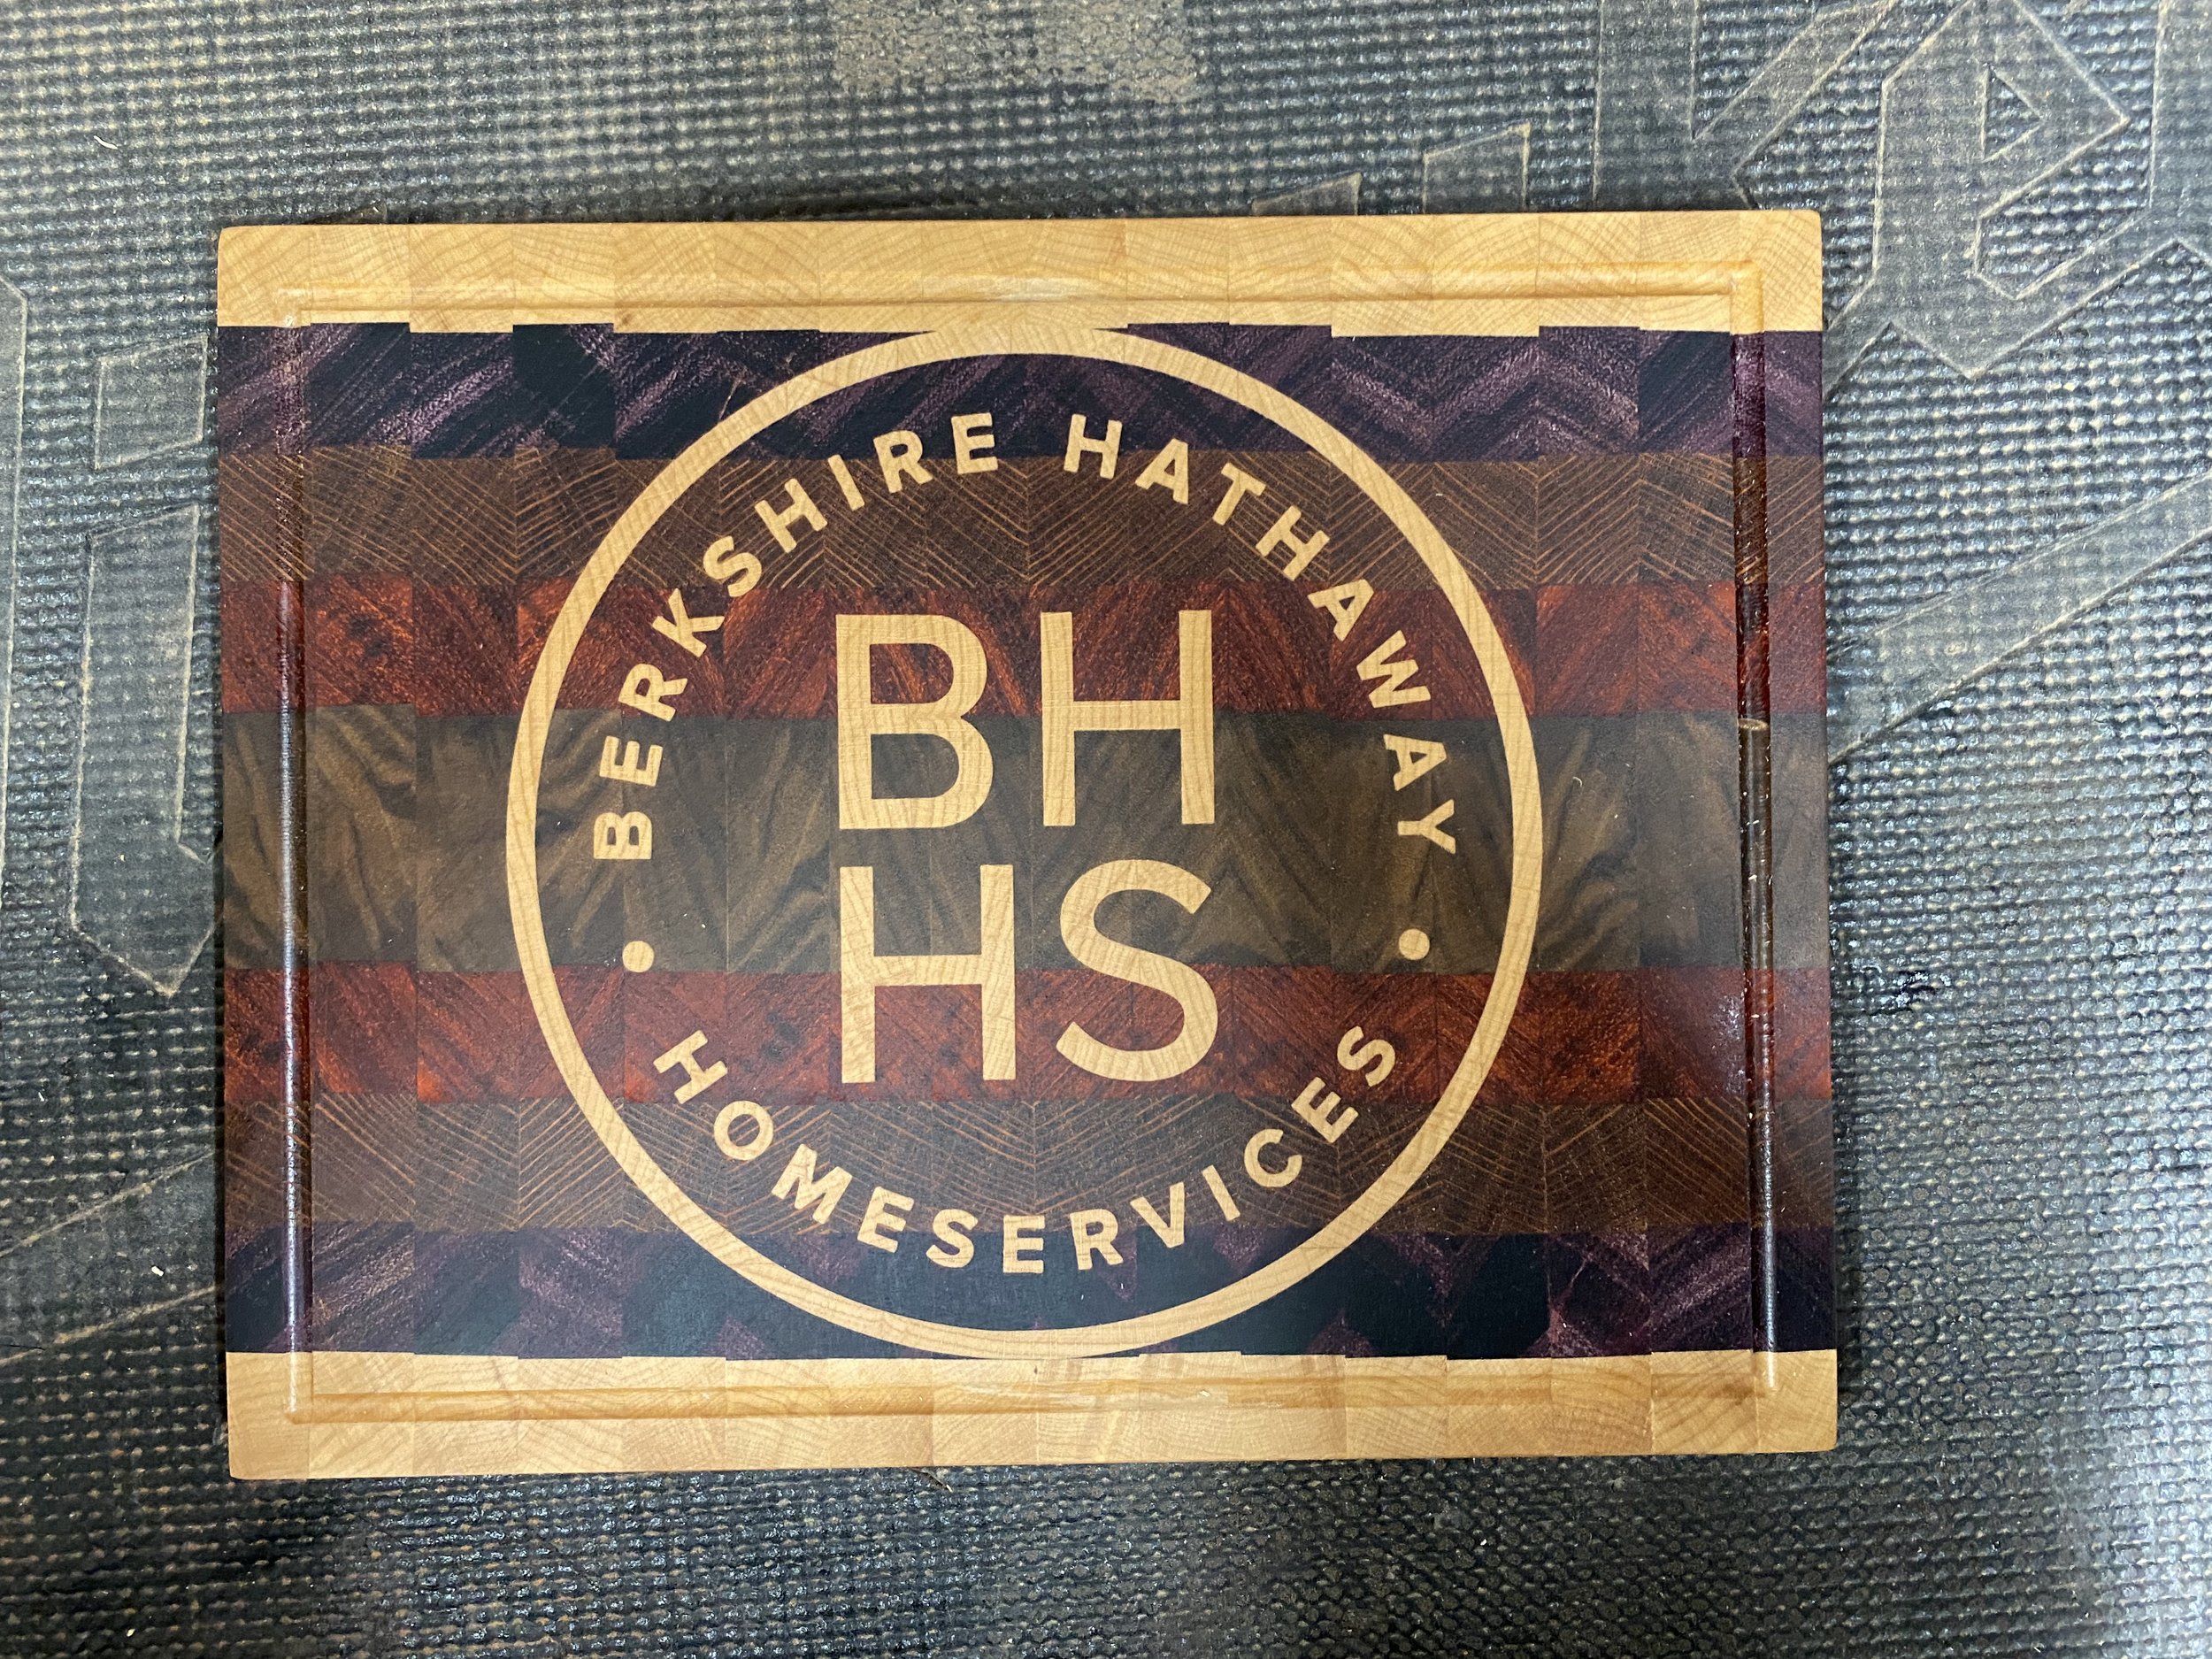 BERKSHIRE HATHAWAY
BH
HS
• HOMESERVICES •